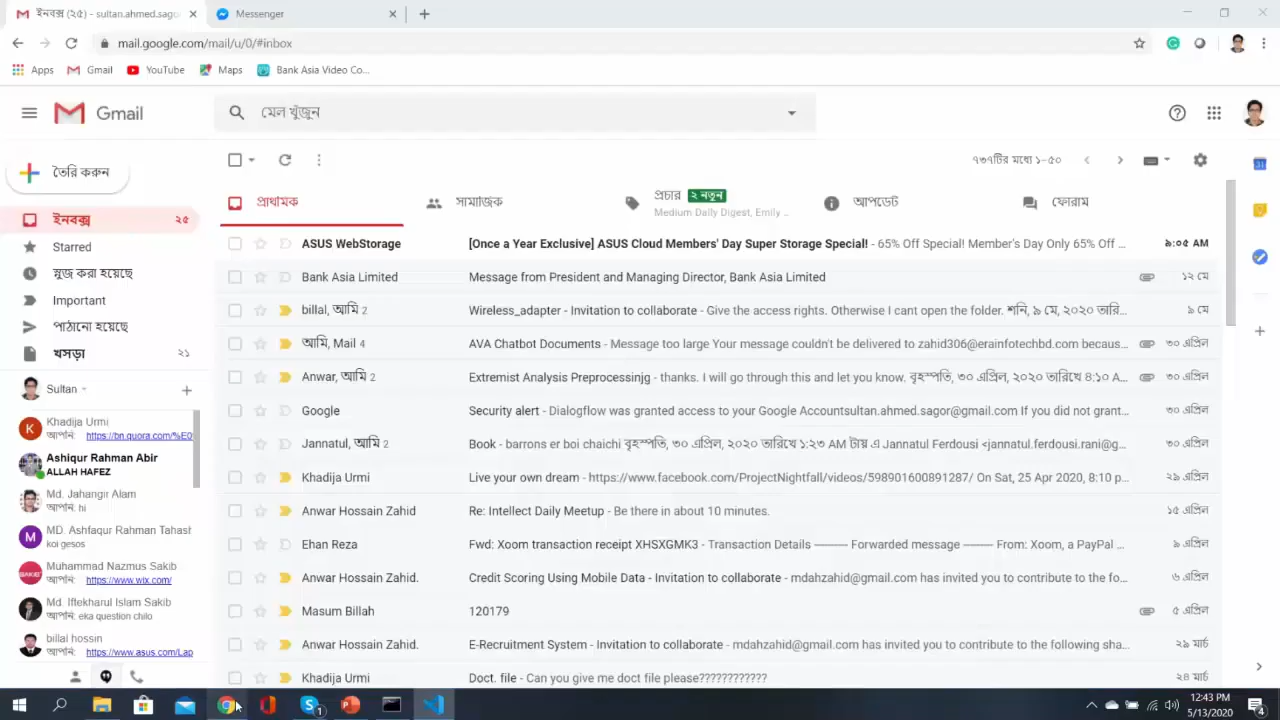 ইনবক্স (২৫) - sultan.ahmed.sago
Messenger
mail.google.com/mail/u/0/#inbox
Apps Gmail YouTube Maps Bank Asia Video Co...
Gmail
মেল খুঁজুন
তৈরি করুন
৭৩৭টির মধ্যে ১–৫০
31
প্রাথমিক
সামাজিক
প্রচার ২ নতুন
Medium Daily Digest, Emily ..
আপডেট
ফোরাম
ইনবক্স ২৫
Starred
স্নুজ করা হয়েছে
Important
পাঠানো হয়েছে
খসড়া ২১
Sultan
Khadija Urmi
আপনি: https://bn.quora.com/%E0
Ashiqur Rahman Abir
ALLAH HAFEZ
Md. Jahangir Alam
আপনি: hi
M
MD. Ashfaqur Rahman Tahash
koi gesos
Muhammad Nazmus Sakib
আপনি: https://www.wix.com/
Md. Iftekharul Islam Sakib
আপনি: eka question chilo
billal hossin
আপনি: https://www.asus.com/Lap
K
ASUS WebStorage [Once a Year Exclusive] ASUS Cloud Members' Day Super Storage Special! - 65% Off Special! Member's Day Only 65% Off ... ৯:০৫ AM
Bank Asia Limited Message from President and Managing Director, Bank Asia Limited ১২ মে
billal, আমি 2 Wireless_adapter - Invitation to collaborate - Give the access rights. Otherwise I cant open the folder. শনি, ৯ মে, ২০২০ তারি... ৯ মে
আমি, Mail 4 AVA Chatbot Documents - Message too large Your message couldn't be delivered to zahid306@erainfotechbd.com becaus... ৩০ এপ্রিল
Anwar, আমি 2 Extremist Analysis Preprocessinjg - thanks. I will go through this and let you know. বৃহস্পতি, ৩০ এপ্রিল, ২০২০ তারিখে ৪:১০ A... ৩০ এপ্রিল
Google Security alert - Dialogflow was granted access to your Google Accountsultan.ahmed.sagor@gmail.com If you did not grant... ৩০ এপ্রিল
Jannatul, আমি 2 Book - barrons er boi chaichi বৃহস্পতি, ৩০ এপ্রিল, ২০২০ তারিখে ১:২৩ AM টায় এ Jannatul Ferdousi <jannatul.ferdousi.rani@g... ৩০ এপ্রিল
Khadija Urmi Live your own dream - https://www.facebook.com/ProjectNightfall/videos/598901600891287/ On Sat, 25 Apr 2020, 8:10 p... ২৯ এপ্রিল
Anwar Hossain Zahid Re: Intellect Daily Meetup - Be there in about 10 minutes. ১৫ এপ্রিল
Ehan Reza Fwd: Xoom transaction receipt XHSXGMK3 - Transaction Details ---------- Forwarded message --------- From: Xoom, a PayPal ... ৯ এপ্রিল
Anwar Hossain Zahid. Credit Scoring Using Mobile Data - Invitation to collaborate - mdahzahid@gmail.com has invited you to contribute to the fo... ৬ এপ্রিল
Masum Billah 120179 ৫ এপ্রিল
Anwar Hossain Zahid. E-Recruitment System - Invitation to collaborate - mdahzahid@gmail.com has invited you to contribute to the following sha... ২৯ মার্চ
Khadija Urmi Doct. file - Can you give me doct file please???????????? ২৪ মার্চ
12:43 PM
5/13/2020
1
4